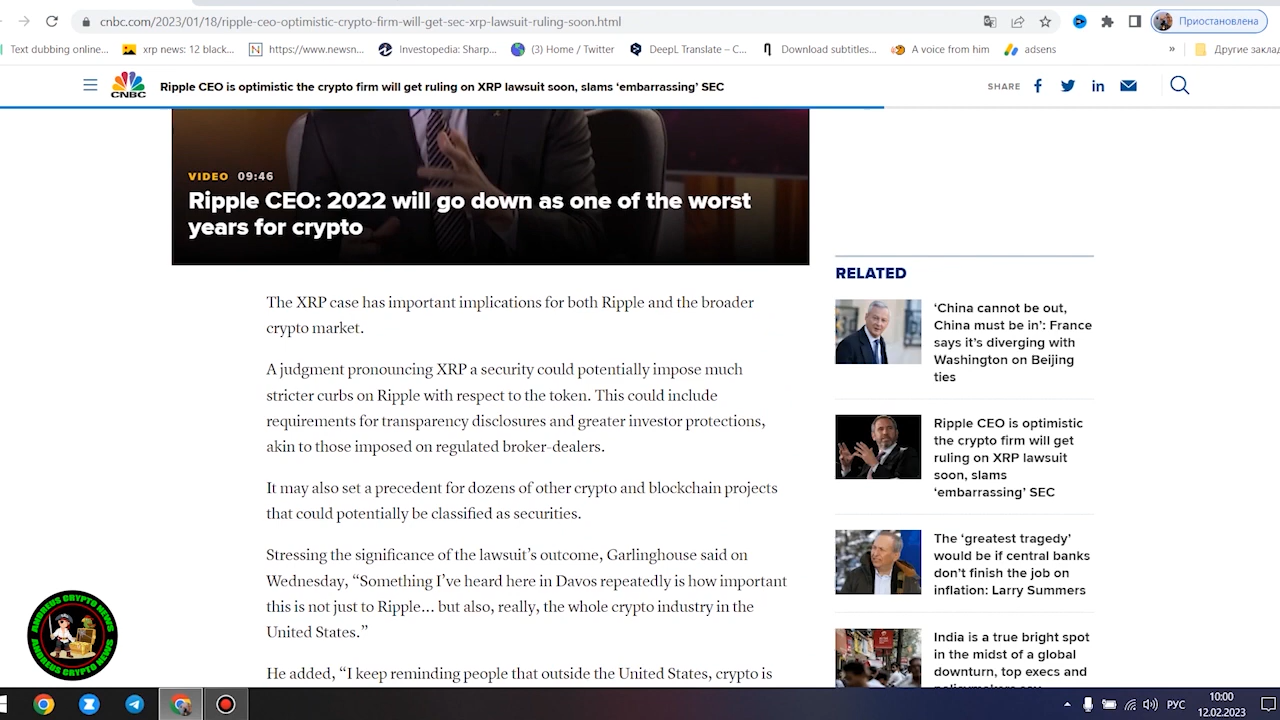 cnbc.com/2023/01/18/ripple-ceo-optimistic-crypto-firm-will-get-sec-xrp-lawsuit-ruling-soon.html
Приостановлена
Text dubbing online...
xrp news: 12 black...
https://www.newsn...
Investopedia: Sharp...
(3) Home / Twitter
DeepL Translate – C...
Download subtitles...
A voice from him
adsens
»
Другие закла
CNBC
Ripple CEO is optimistic the crypto firm will get ruling on XRP lawsuit soon, slams ‘embarrassing’ SEC
SHARE
VIDEO 09:46
Ripple CEO: 2022 will go down as one of the worst
years for crypto
The XRP case has important implications for both Ripple and the broader
crypto market.
A judgment pronouncing XRP a security could potentially impose much
stricter curbs on Ripple with respect to the token. This could include
requirements for transparency disclosures and greater investor protections,
akin to those imposed on regulated broker-dealers.
It may also set a precedent for dozens of other crypto and blockchain projects
that could potentially be classified as securities.
Stressing the significance of the lawsuit’s outcome, Garlinghouse said on
Wednesday, “Something I’ve heard here in Davos repeatedly is how important
this is not just to Ripple... but also, really, the whole crypto industry in the
United States.”
He added, “I keep reminding people that outside the United States, crypto is
RELATED
‘China cannot be out,
China must be in’: France
says it’s diverging with
Washington on Beijing
ties
Ripple CEO is optimistic
the crypto firm will get
ruling on XRP lawsuit
soon, slams
‘embarrassing’ SEC
The ‘greatest tragedy’
would be if central banks
don’t finish the job on
inflation: Larry Summers
India is a true bright spot
in the midst of a global
downturn, top execs and
policymakers say
ANDREUS CRYPTO NEWS
ANDREUS CRYPTO NEWS
РУС
10:00
12.02.2023